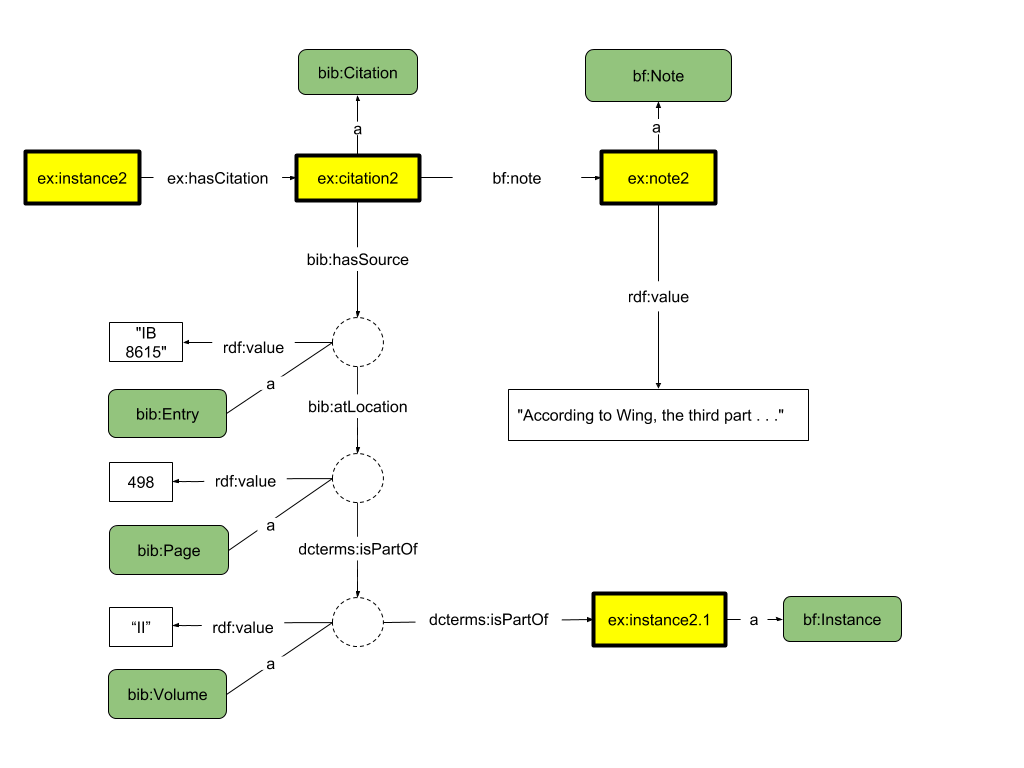 bib:Citation
bf:Note
a
a
ex:instance2
ex:hasCitation
ex:citation2
bf:note
ex:note2
bib:hasSource
rdf:value
"IB
8615"
rdf:value
a
bib:Entry
bib:atLocation
"According to Wing, the third part . . ."
498
rdf:value
a
bib:Page
dcterms:isPartOf
“II”
rdf:value
dcterms:isPartOf
ex:instance2.1
a
bf:Instance
a
bib:Volume